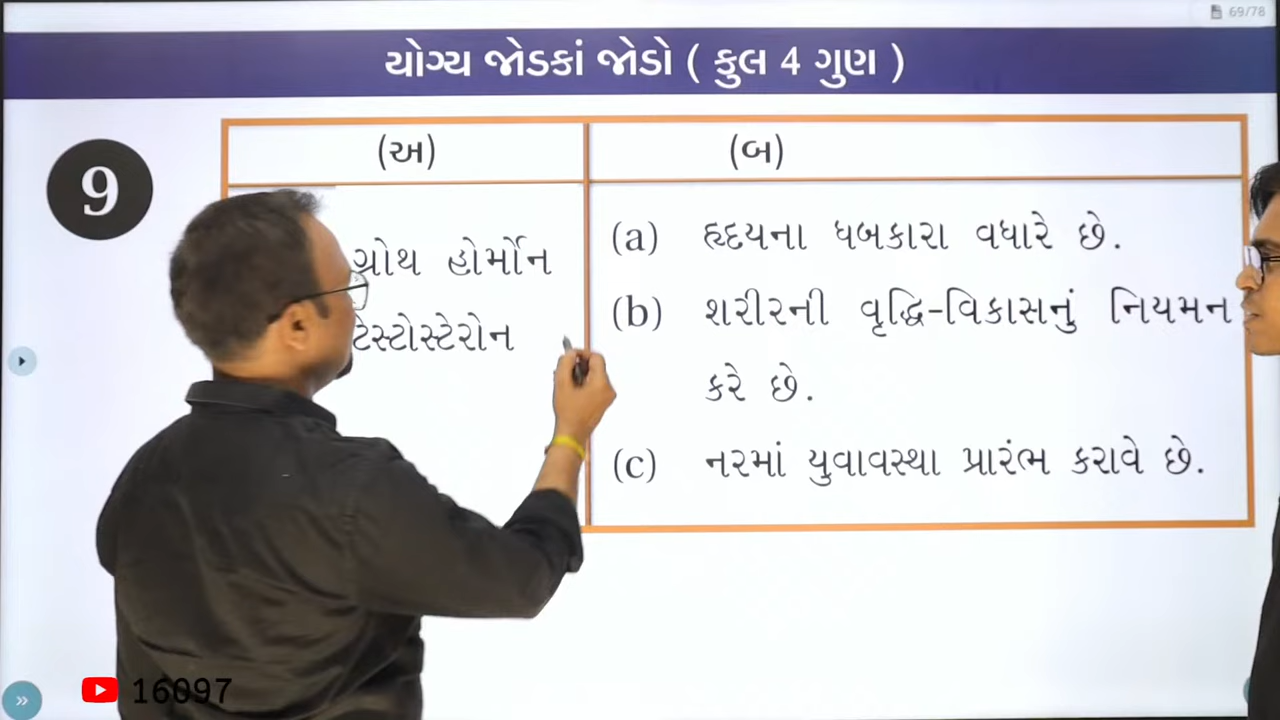 69/78
યોગ્ય જોડકાં જોડો ( કુલ 4 ગુણ )
9
(અ) (બ)
ગ્રોથ હોર્મોન
ટેસ્ટોસ્ટેરોન
(a) હૃદયના ધબકારા વધારે છે.
(b) શરીરની વૃદ્ધિ-વિકાસનું નિયમન
કરે છે.
(c) નરમાં યુવાવસ્થા પ્રારંભ કરાવે છે.
16097